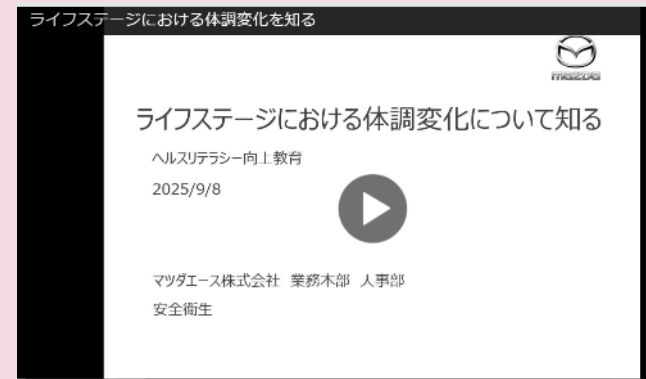 ライフステージにおける体調変化を知る
mazda
ライフステージにおける体調変化について知る
ヘルスリテラシー向上教育
2025/9/8
マツダエース株式会社 業務本部 人事部
安全衛生